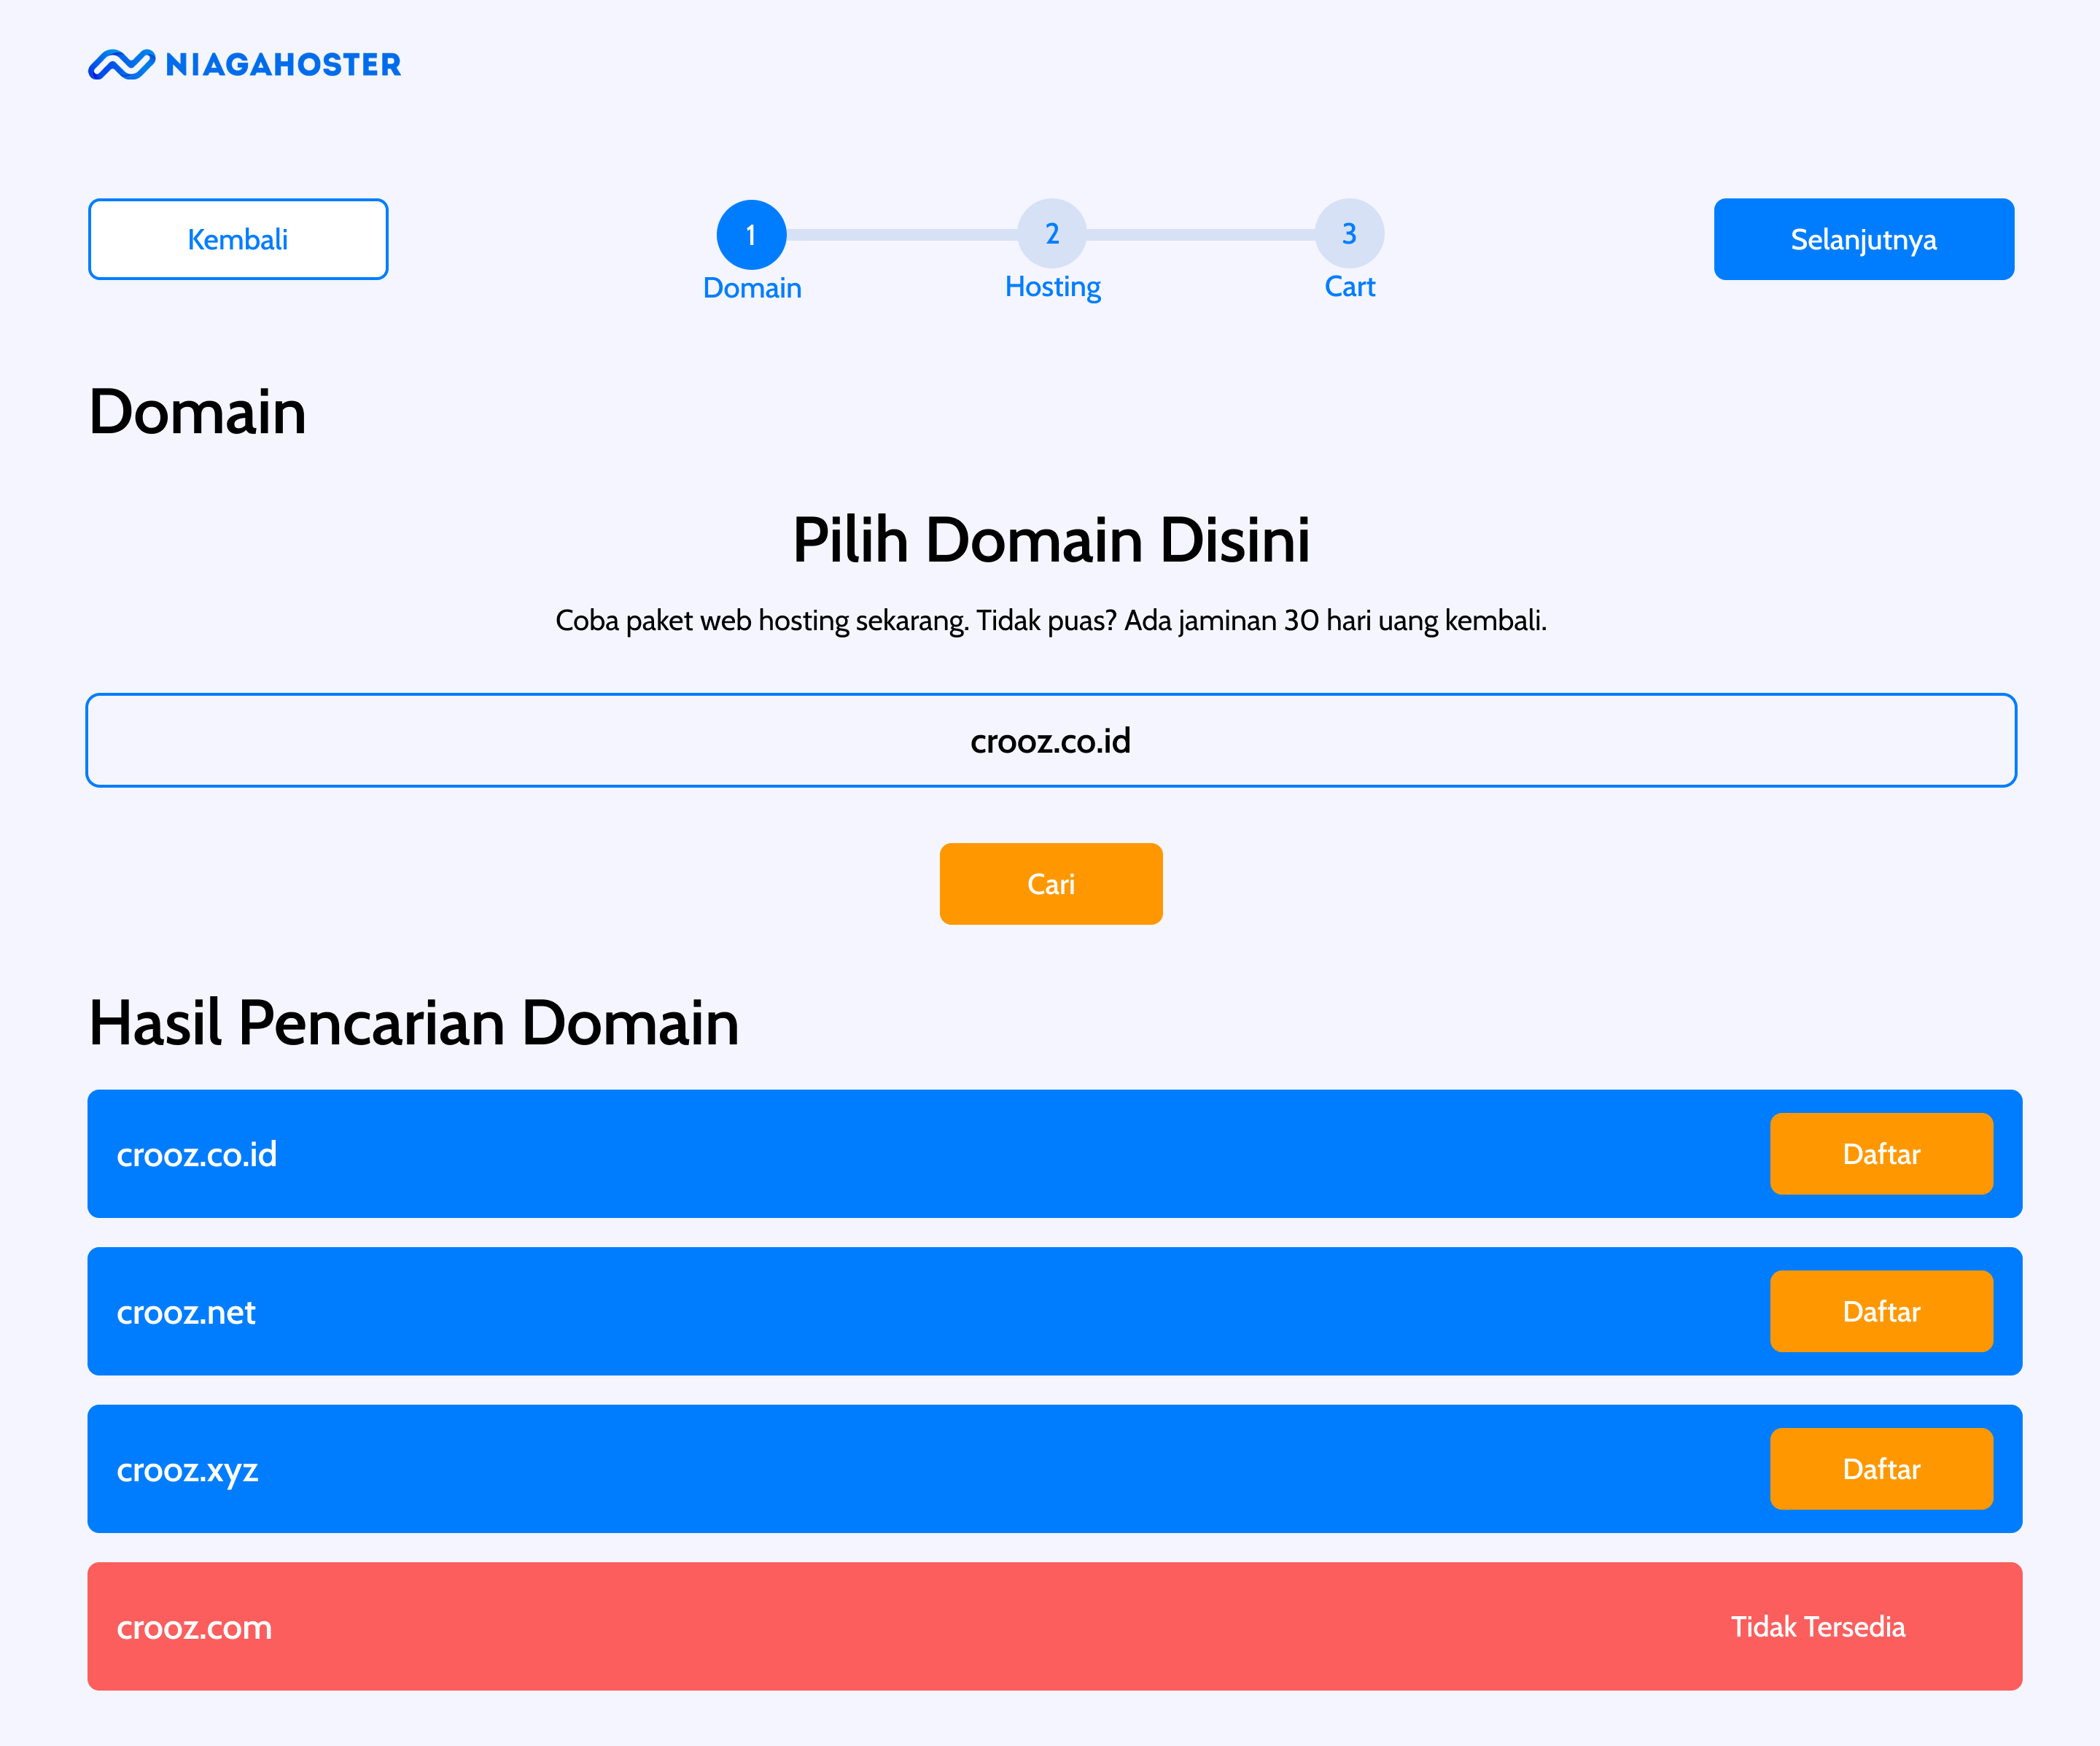 NIAGAHOSTER
Kembali
1
2
3
Selanjutnya
Domain
Hosting
Cart
Domain
Pilih Domain Disini
Coba paket web hosting sekarang. Tidak puas? Ada jaminan 30 hari uang kembali.
crooz.co.id
Cari
Hasil Pencarian Domain
crooz.co.id
Daftar
crooz.net
Daftar
crooz.xyz
Daftar
crooz.com
Tidak Tersedia